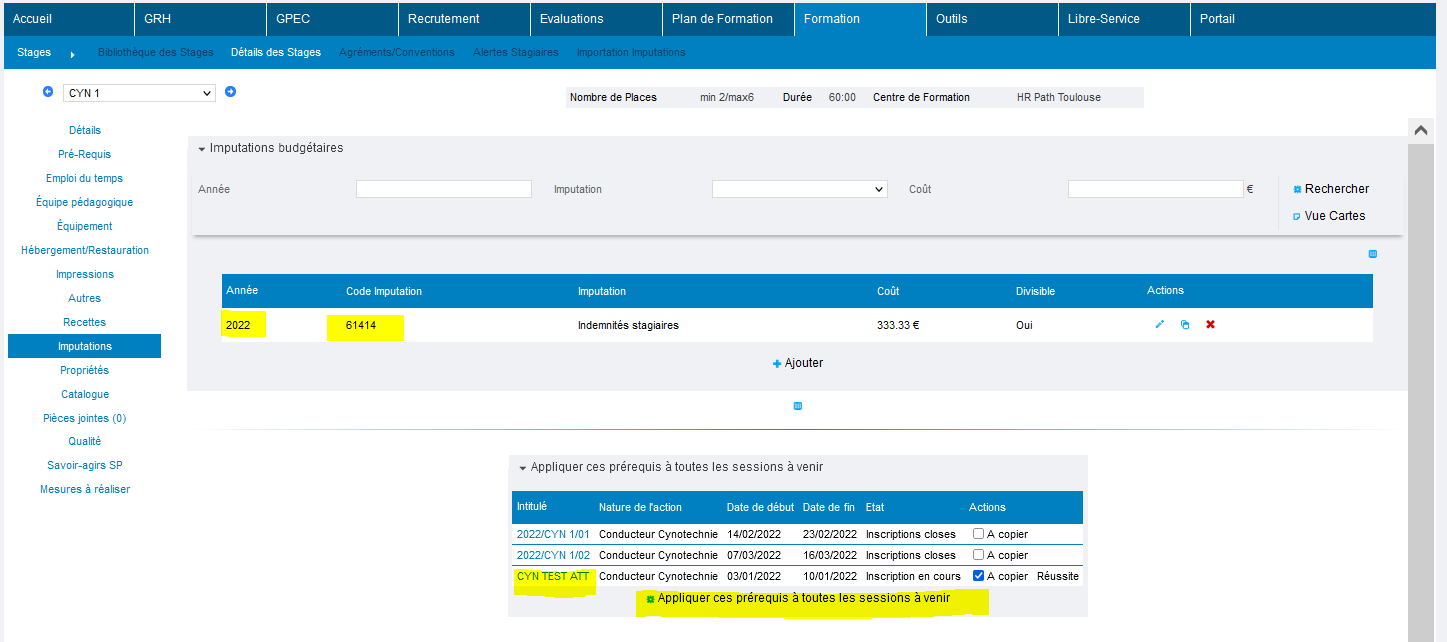 Accueil GRH GPEC Recrutement Evaluations Plan de Formation Formation Outils Libre-Service Portail
Stages Bibliothèque des Stages Détails des Stages Agréments/Conventions Alertes Stagiaires Importation Imputations
CYN 1
Nombre de Places min 2/max6 Durée 60:00 Centre de Formation HR Path Toulouse
Détails
Pré-Requis
Emploi du temps
Équipe pédagogique
Équipement
Hébergement/Restauration
Impressions
Autres
Recettes
Imputations
Propriétés
Catalogue
Pièces jointes (0)
Qualité
Savoir-agirs SP
Mesures à réaliser
Imputations budgétaires
Année Imputation Coût € Rechercher
Vue Cartes
Année Code Imputation Imputation Coût Divisible Actions
2022 61414 Indemnités stagiaires 333.33 € Oui
Ajouter
Appliquer ces prérequis à toutes les sessions à venir
Intitulé Nature de l'action Date de début Date de fin Etat Actions
2022/CYN 1/01 Conducteur Cynotechnie 14/02/2022 23/02/2022 Inscriptions closes A copier
2022/CYN 1/02 Conducteur Cynotechnie 07/03/2022 16/03/2022 Inscriptions closes A copier
CYN TEST ATT Conducteur Cynotechnie 03/01/2022 10/01/2022 Inscription en cours A copier Réussite
Appliquer ces prérequis à toutes les sessions à venir